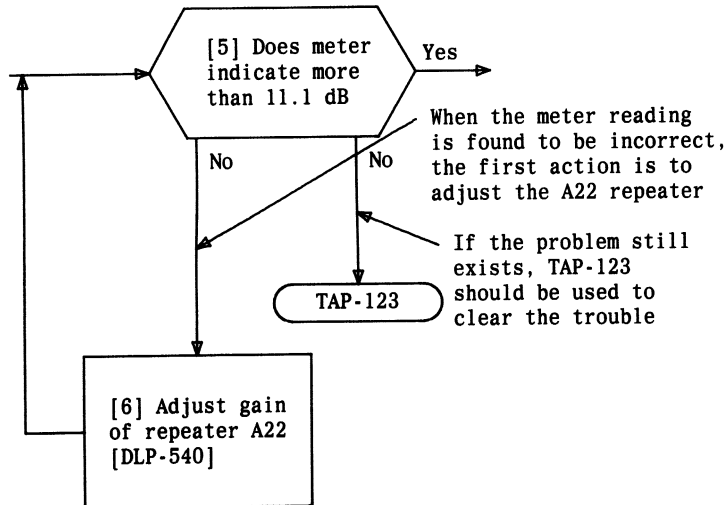 [5] Does meter
indicate more
than 11.1 dB
Yes
No
No
When the meter reading
is found to be incorrect,
the first action is to
adjust the A22 repeater
If the problem still
exists, TAP-123
should be used to
clear the trouble
TAP-123
[6] Adjust gain
of repeater A22
[DLP-540]